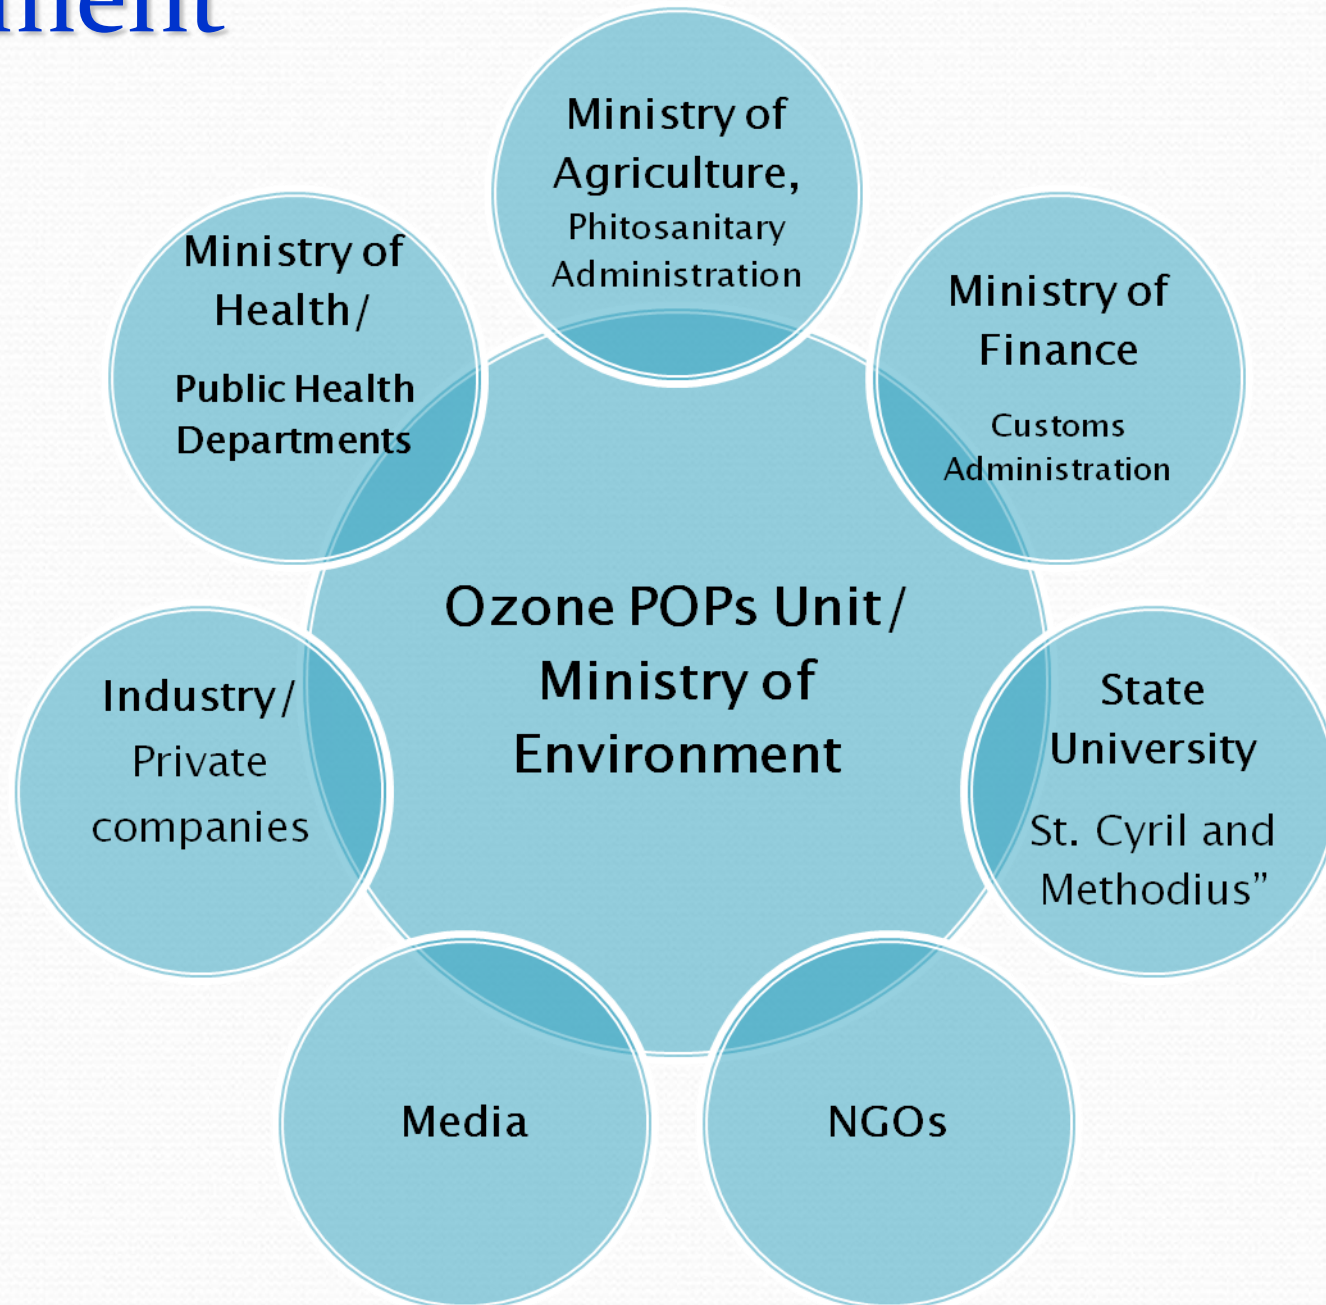 Ministry of
Agriculture,
Phitosanitary
Administration
Ministry of
Health/
Public Health
Departments
Ministry of
Finance
Customs
Administration
Ozone POPs Unit/
Ministry of
Environment
Industry/
Private
companies
State
University
St. Cyril and
Methodius”
Media
NGOs